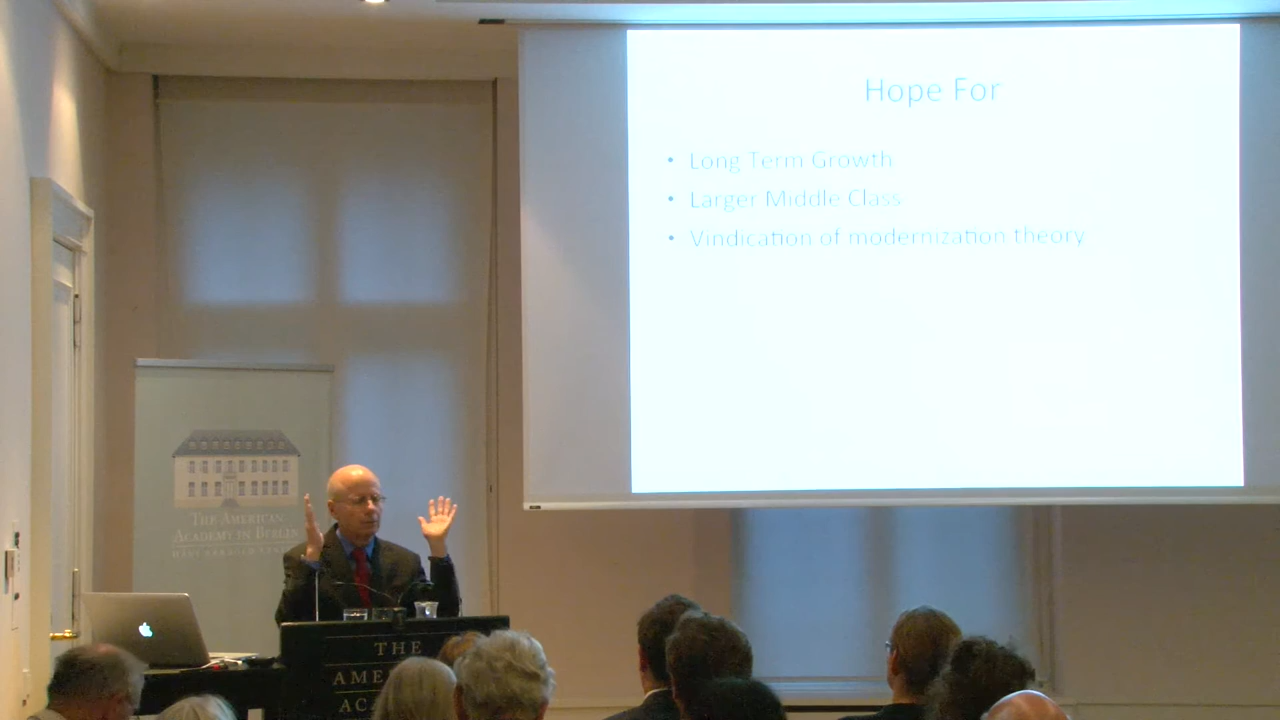 Hope For
• Long Term Growth
• Larger Middle Class
• Vindication of modernization theory
THE AMERICAN
ACADEMY IN BERLIN
THE
AME
ACA